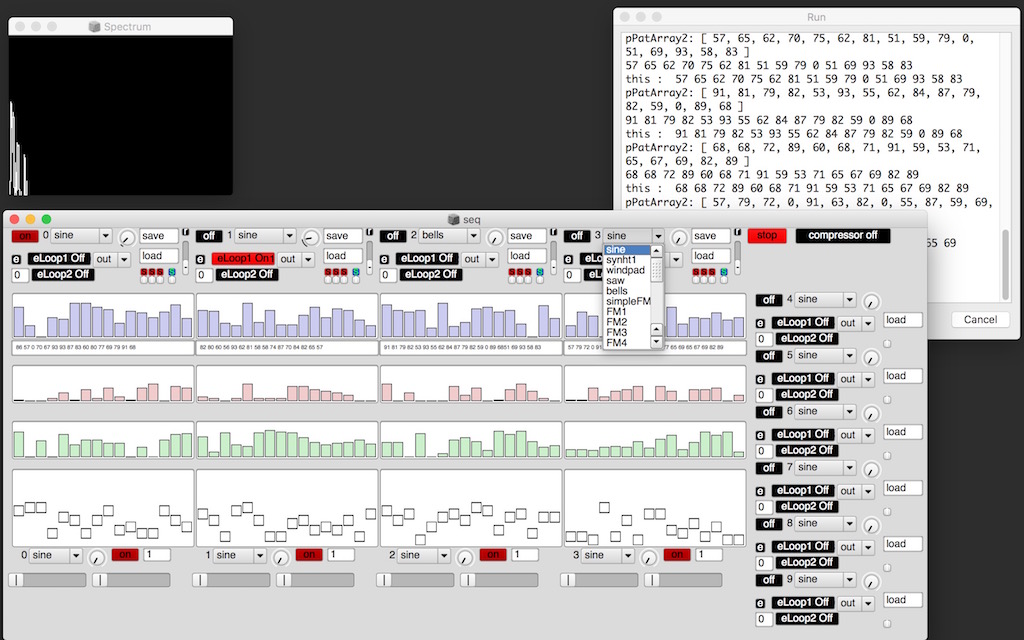 Spectrum
Run
pPatArray2: [ 57, 65, 62, 70, 75, 62, 81, 51, 59, 79, 0,
51, 69, 93, 58, 83 ]
57 65 62 70 75 62 81 51 59 79 0 51 69 93 58 83
this :  57 65 62 70 75 62 81 51 59 79 0 51 69 93 58 83
pPatArray2: [ 91, 81, 79, 82, 53, 93, 55, 62, 84, 87, 79,
82, 59, 0, 89, 68 ]
91 81 79 82 53 93 55 62 84 87 79 82 59 0 89 68
this :  91 81 79 82 53 93 55 62 84 87 79 82 59 0 89 68
pPatArray2: [ 68, 68, 72, 89, 60, 68, 71, 91, 59, 53, 71,
65, 67, 69, 82, 89 ]
68 68 72 89 60 68 71 91 59 53 71 65 67 69 82 89
this :  68 68 72 89 60 68 71 91 59 53 71 65 67 69 82 89
pPatArray2: [ 57, 79, 72, 0, 91, 63, 82, 0, 55, 87, 59, 69,
55 69
Cancel
seq
on 0 sine save off 1 sine save off 2 bells save off 3 sine save stop compressor off
e eLoop1 Off out load e eLoop1 On1 out load e eLoop1 Off out load e load
0 eLoop2 Off 0 eLoop2 Off 0 eLoop2 Off 0
sine
synht1
windpad
saw
bells
simpleFM
FM1
FM2
FM3
FM4
86 57 0 70 67 93 93 87 83 60 80 77 69 79 91 68
82 80 60 56 93 62 81 58 58 74 87 70 84 82 65 57
91 81 79 82 53 93 55 62 84 87 79 82 59 0 89 6851 69 93 58 83
57 79 72 0 91 77 65 69 65 67 69 82 89
off 4 sine
e eLoop1 Off out load
0 eLoop2 Off
off 5 sine
e eLoop1 Off out load
0 eLoop2 Off
off 6 sine
e eLoop1 Off out load
0 eLoop2 Off
off 7 sine
e eLoop1 Off out load
0 eLoop2 Off
off 8 sine
e eLoop1 Off out load
0 eLoop2 Off
off 9 sine
e eLoop1 Off out load
0 eLoop2 Off
0 sine on 1 1 sine on 1 2 sine on 1 3 sine on 1